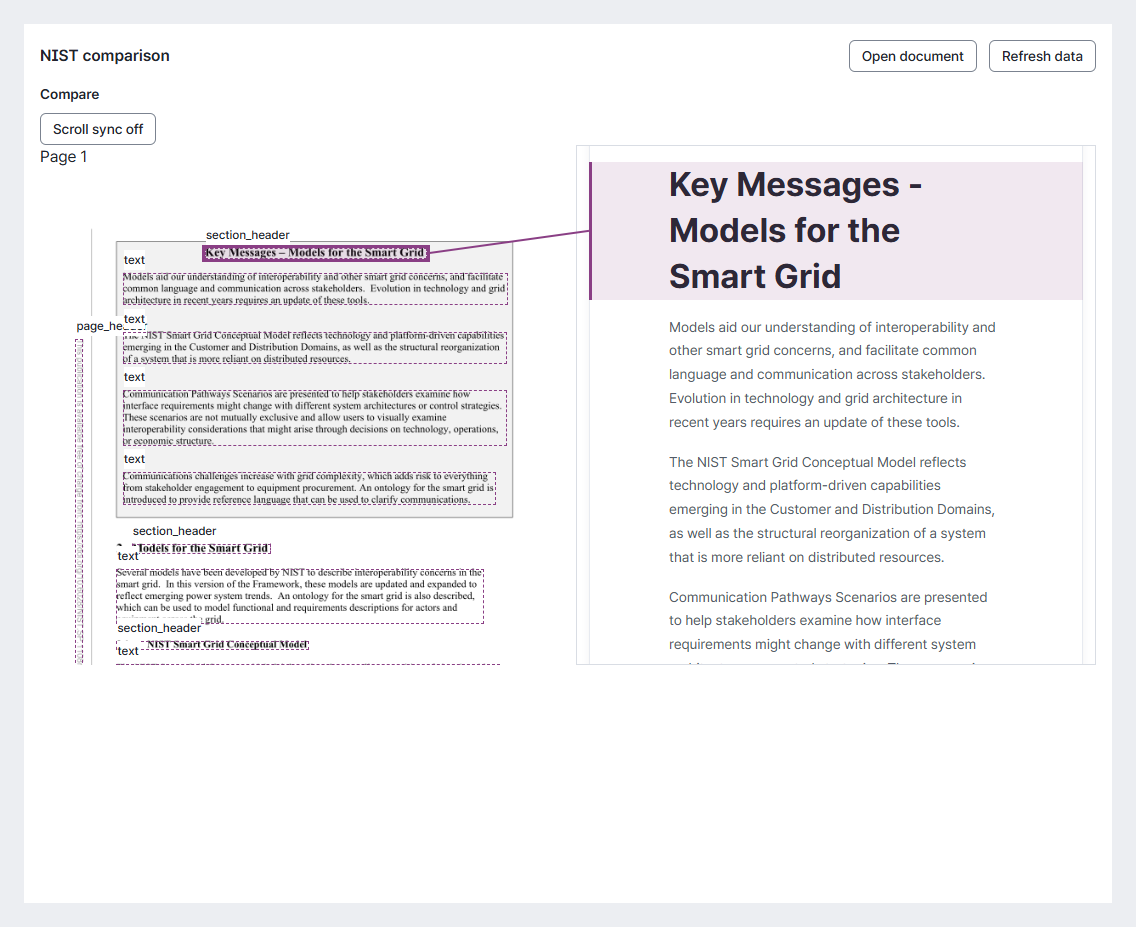 NIST comparison
Open document
Refresh data
Compare
Scroll sync off
Page 1
section_header
Key Messages – Models for the Smart Grid
text
Models aid our understanding of interoperability and other smart grid concerns, and facilitate
common language and communication across stakeholders.  Evolution in technology and grid
architecture in recent years requires an update of these tools.
text
page_he
The NIST Smart Grid Conceptual Model reflects technology and platform-driven capabilities
emerging in the Customer and Distribution Domains, as well as the structural reorganization
of a system that is more reliant on distributed resources.
text
Communication Pathways Scenarios are presented to help stakeholders examine how
interface requirements might change with different system architectures or control strategies.
These scenarios are not mutually exclusive and allow users to visually examine
interoperability considerations that might arise through decisions on technology, operations,
or economic structure.
text
Communications challenges increase with grid complexity, which adds risk to everything
from stakeholder engagement to equipment procurement. An ontology for the smart grid is
introduced to provide reference language that can be used to clarify communications.
section_header
Models for the Smart Grid
text
Several models have been developed by NIST to describe interoperability concerns in the
smart grid.  In this version of the Framework, these models are updated and expanded to
reflect emerging power system trends.  An ontology for the smart grid is also described,
which can be used to model functional and requirements descriptions for actors and
grid.
section_header
NIST Smart Grid Conceptual Model
text
Key Messages -
Models for the
Smart Grid
Models aid our understanding of interoperability and
other smart grid concerns, and facilitate common
language and communication across stakeholders.
Evolution in technology and grid architecture in
recent years requires an update of these tools.
The NIST Smart Grid Conceptual Model reflects
technology and platform-driven capabilities
emerging in the Customer and Distribution Domains,
as well as the structural reorganization of a system
that is more reliant on distributed resources.
Communication Pathways Scenarios are presented
to help stakeholders examine how interface
requirements might change with different system